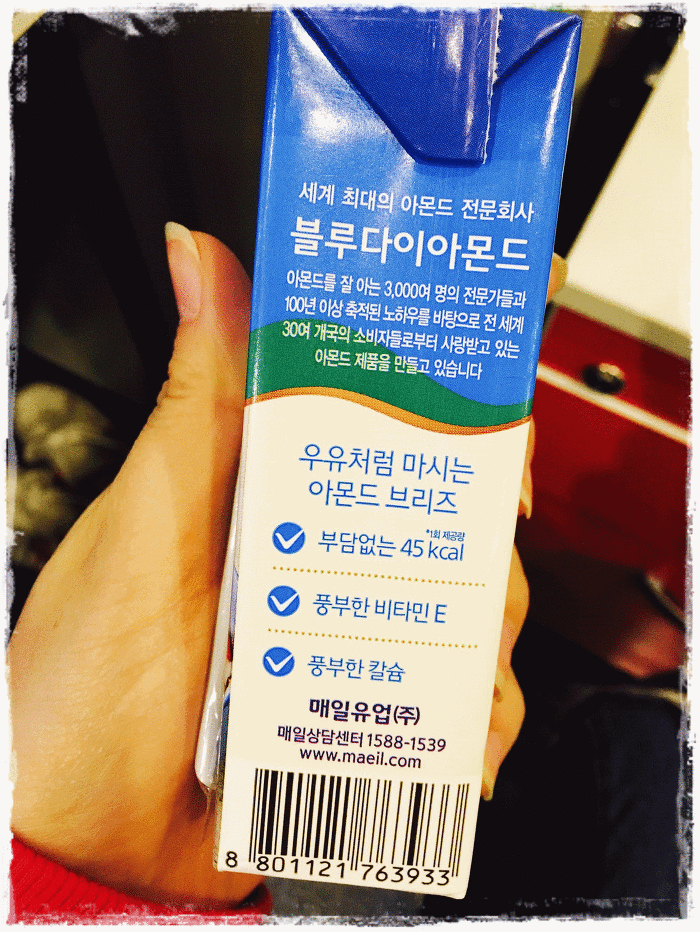 세계 최대의 아몬드 전문회사
블루다이아몬드
아몬드를 잘 아는 3,000여 명의 전문가들과
100년 이상 축적된 노하우를 바탕으로 전 세계
30여 개국의 소비자들로부터 사랑받고 있는
아몬드 제품을 만들고 있습니다
우유처럼 마시는
아몬드 브리즈
*1회 제공량
부담없는 45 kcal
풍부한 비타민 E
풍부한 칼슘
매일유업(주)
매일상담센터 1588-1539
www.maeil.com
8 801121 763933